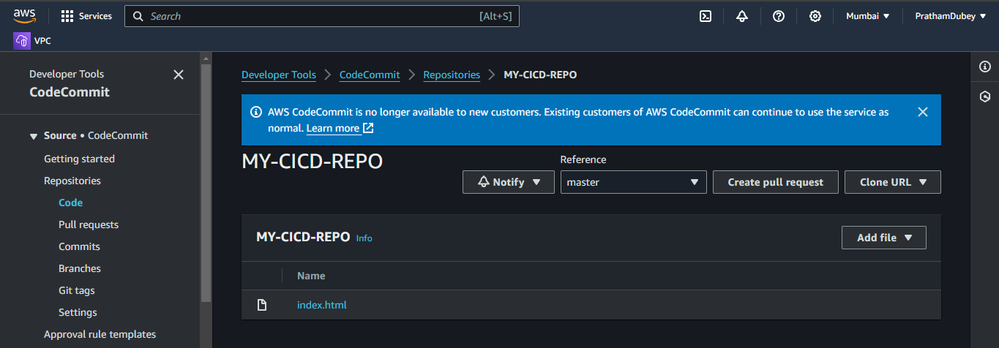 aws
Services
Search
[Alt+S]
Mumbai
PrathamDubey
VPC
Developer Tools
CodeCommit
Source • CodeCommit
Getting started
Repositories
Code
Pull requests
Commits
Branches
Git tags
Settings
Approval rule templates
Developer Tools
CodeCommit
Repositories
MY-CICD-REPO
AWS CodeCommit is no longer available to new customers. Existing customers of AWS CodeCommit can continue to use the service as
normal. Learn more
MY-CICD-REPO
Reference
Notify
master
Create pull request
Clone URL
MY-CICD-REPO Info
Add file
Name
index.html